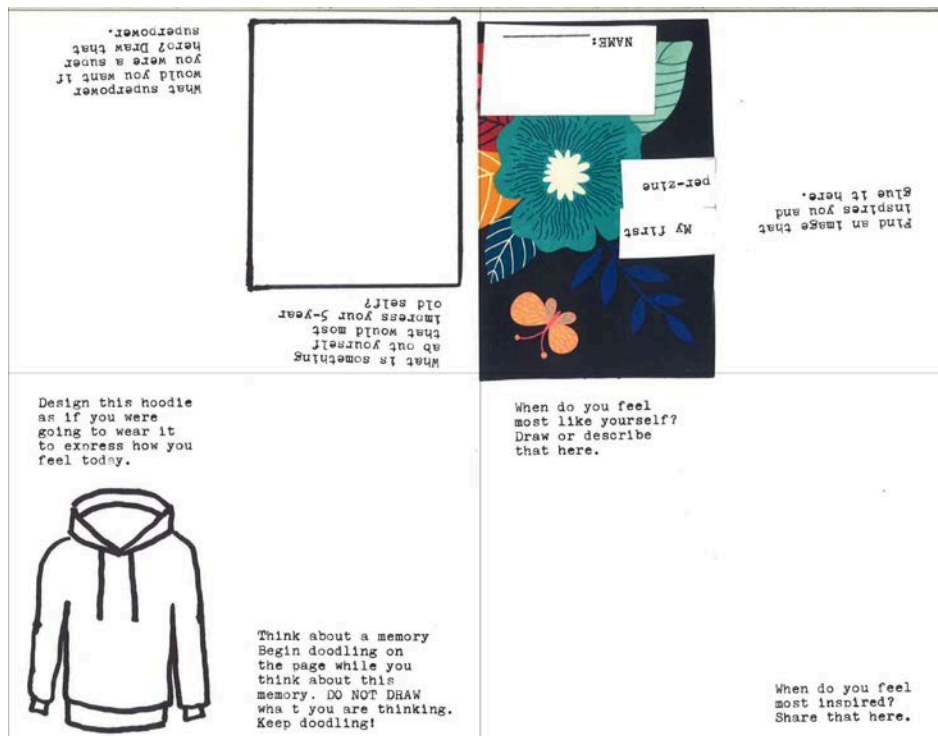 What superpower
would you want if
you were a super
hero? Draw that
superpower.
What is something
ab out yourself
that would most
impress your 5-year
old self?
NAME:
My first
per-zine
Find an image that
inspires you and
glue it here.
Design this hoodie
as if you were
going to wear it
to express how you
feel today.
Think about a memory
Begin doodling on
the page while you
think about this
memory. DO NOT DRAW
wha t you are thinking.
Keep doodling!
When do you feel
most like yourself?
Draw or describe
that here.
When do you feel
most inspired?
Share that here.